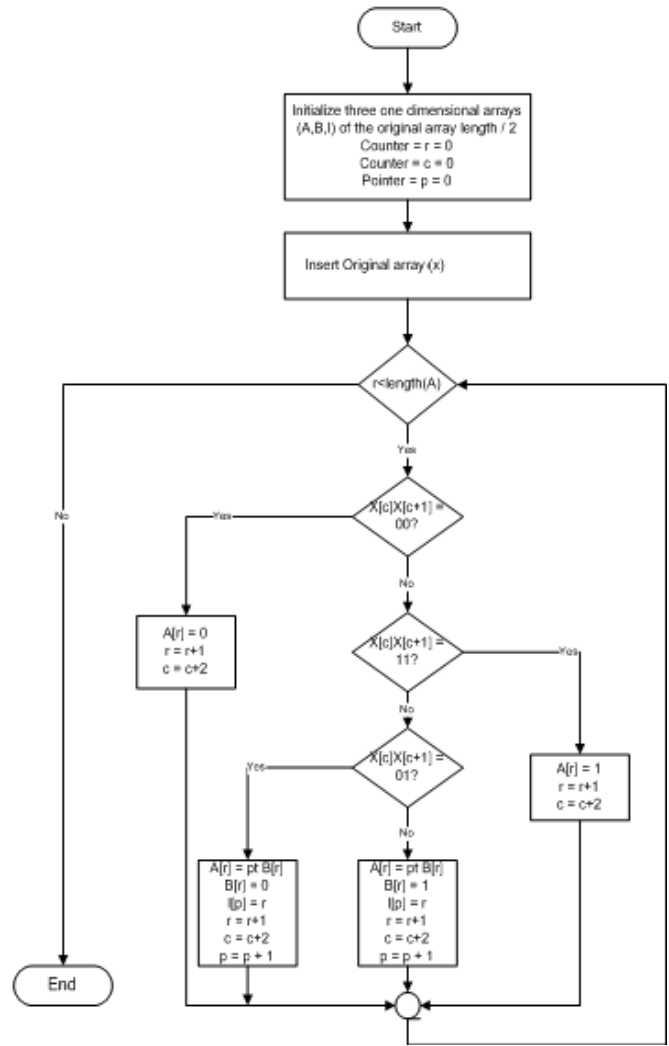 Start
Initialize three one dimensional arrays
(A,B,I) of the original array length / 2
Counter = r = 0
Counter = c = 0
Pointer = p = 0
Insert Original array (x)
r<length(A)
Yes
No
X[c]X[c+1] =
00?
Yes
No
A[r] = 0
r = r+1
c = c+2
X[c]X[c+1] =
11?
Yes
No
X[c]X[c+1] =
01?
Yes
No
A[r] = 1
r = r+1
c = c+2
A[r] = pt B[r]
B[r] = 0
I[p] = r
r = r+1
c = c+2
p = p + 1
A[r] = pt B[r]
B[r] = 1
I[p] = r
r = r+1
c = c+2
p = p + 1
End